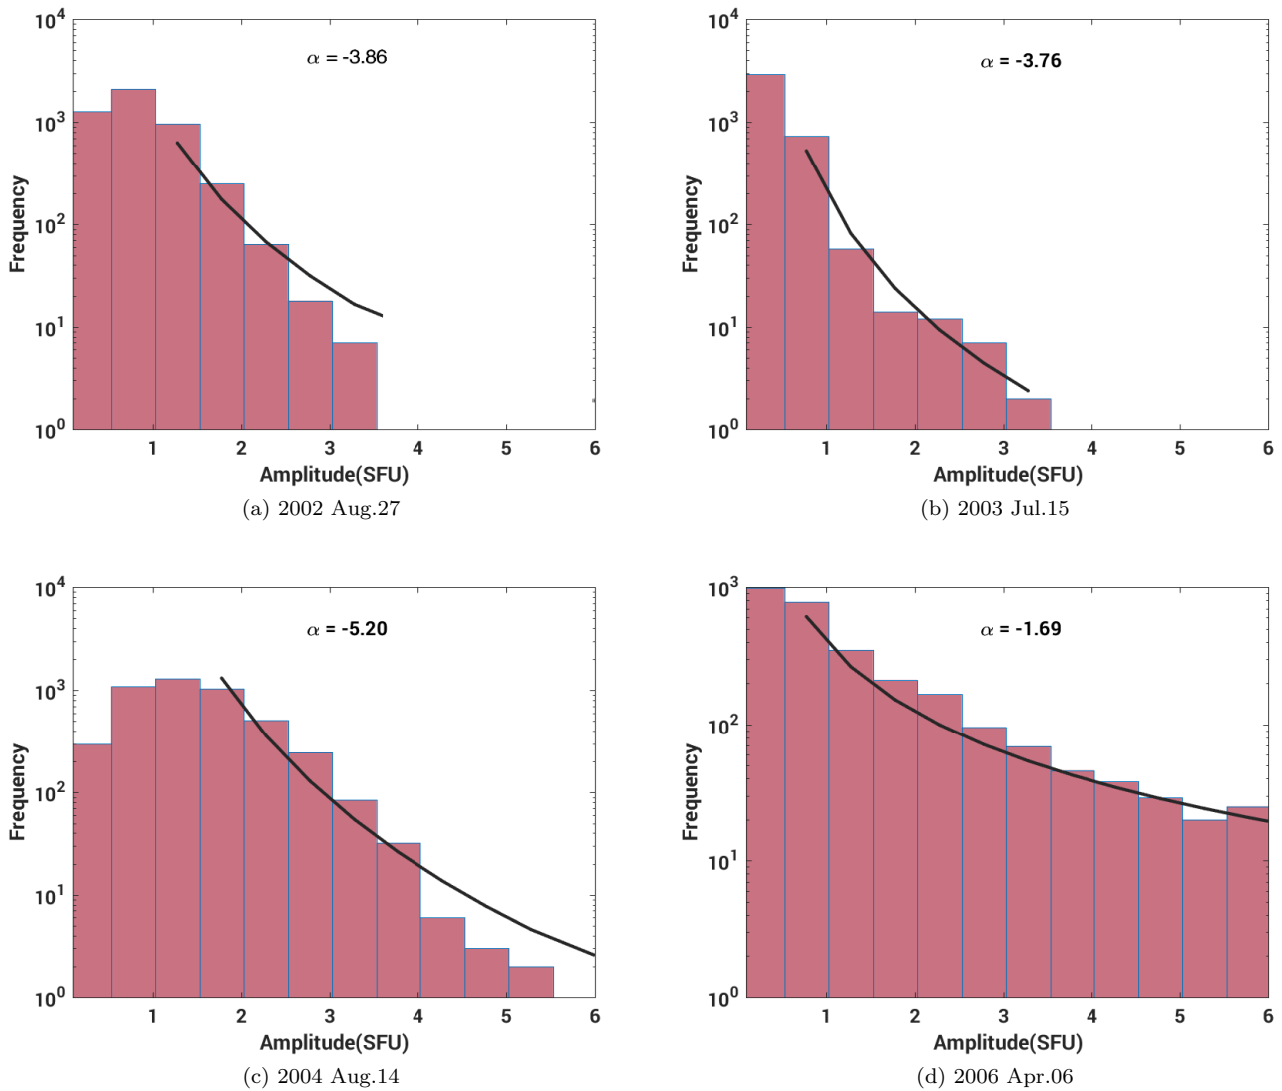 α = -3.86
10^4
10^3
10^2
10^1
10^0
Frequency
1 2 3 4 5 6
Amplitude(SFU)
(a) 2002 Aug.27
α = -3.76
10^4
10^3
10^2
10^1
10^0
Frequency
1 2 3 4 5 6
Amplitude(SFU)
(b) 2003 Jul.15
α = -5.20
10^4
10^3
10^2
10^1
10^0
Frequency
1 2 3 4 5 6
Amplitude(SFU)
(c) 2004 Aug.14
α = -1.69
10^3
10^2
10^1
10^0
Frequency
1 2 3 4 5 6
Amplitude(SFU)
(d) 2006 Apr.06